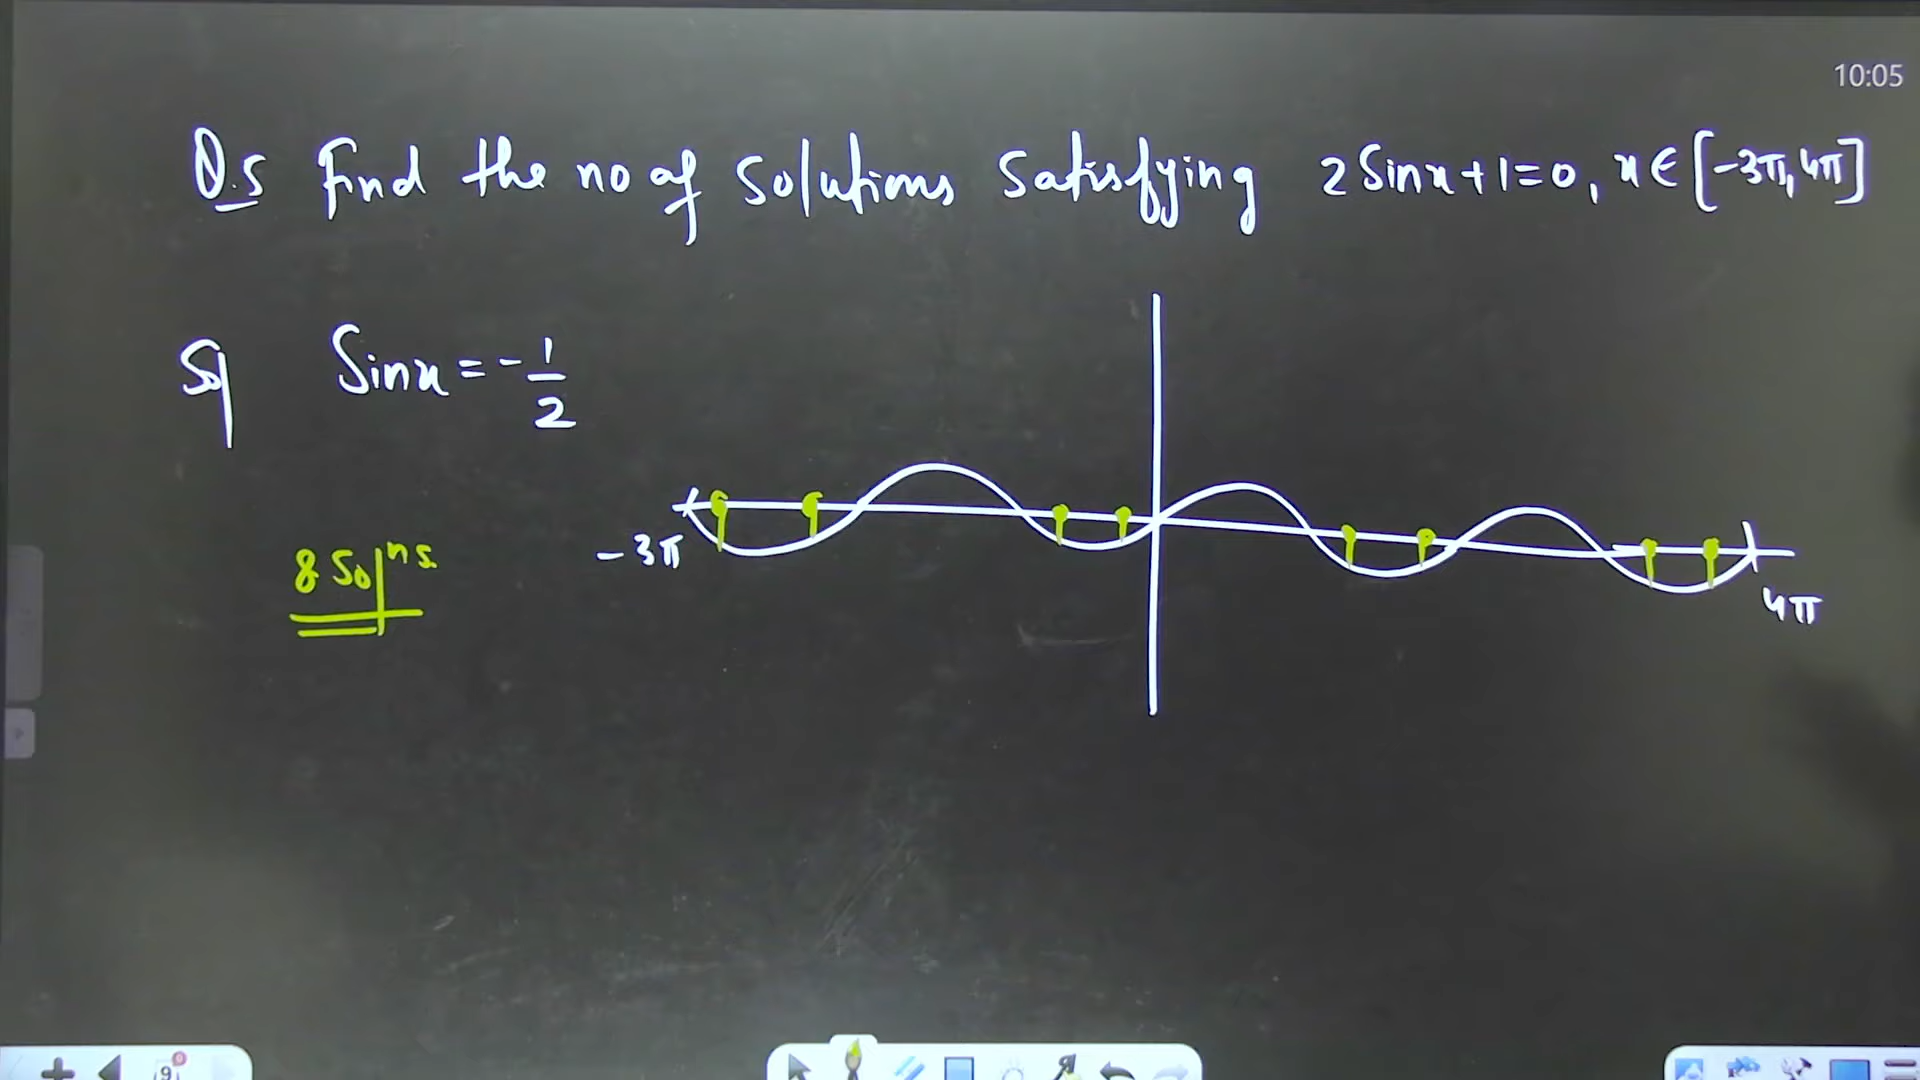 10:05
Q.5 Find the no of solutions satisfying 2 Sinx+1=0, x ∈ [-3π, 4π]
Sol Sinx = -1/2
-3π
8 Solns.
4π
9